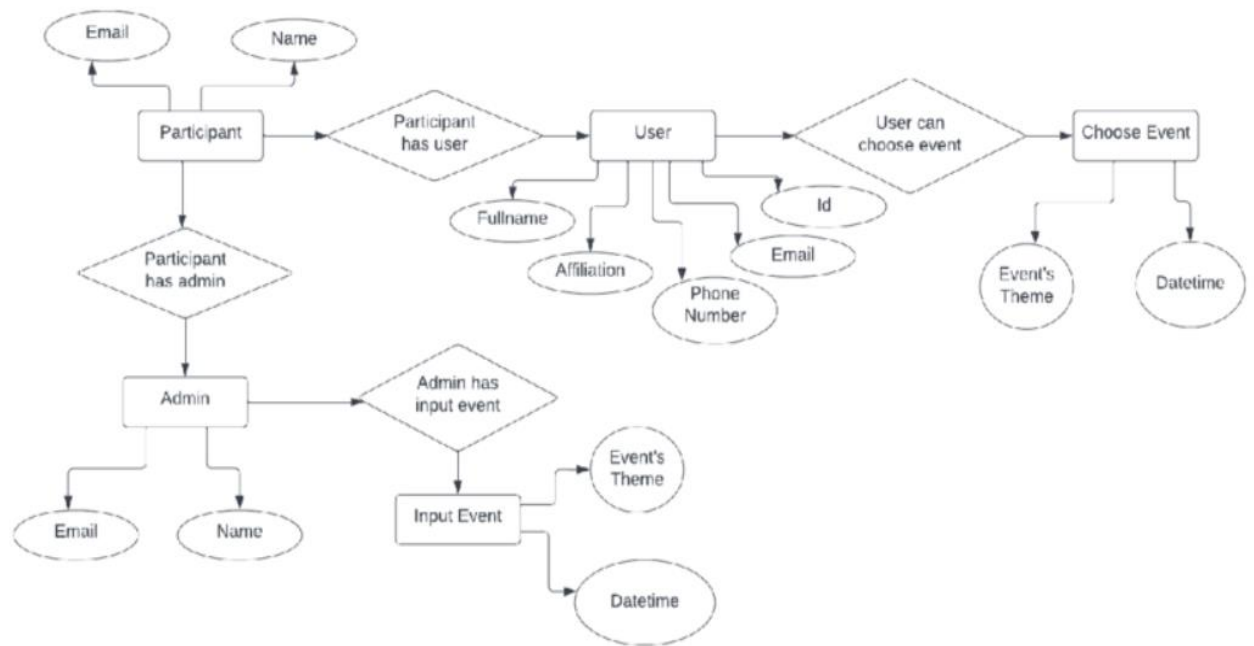 Email
Name
Participant
Participant
has user
User
User can
choose event
Choose Event
Fullname
Affiliation
Phone
Number
Email
Id
Event's
Theme
Datetime
Participant
has admin
Admin
Admin has
input event
Email
Name
Input Event
Event's
Theme
Datetime